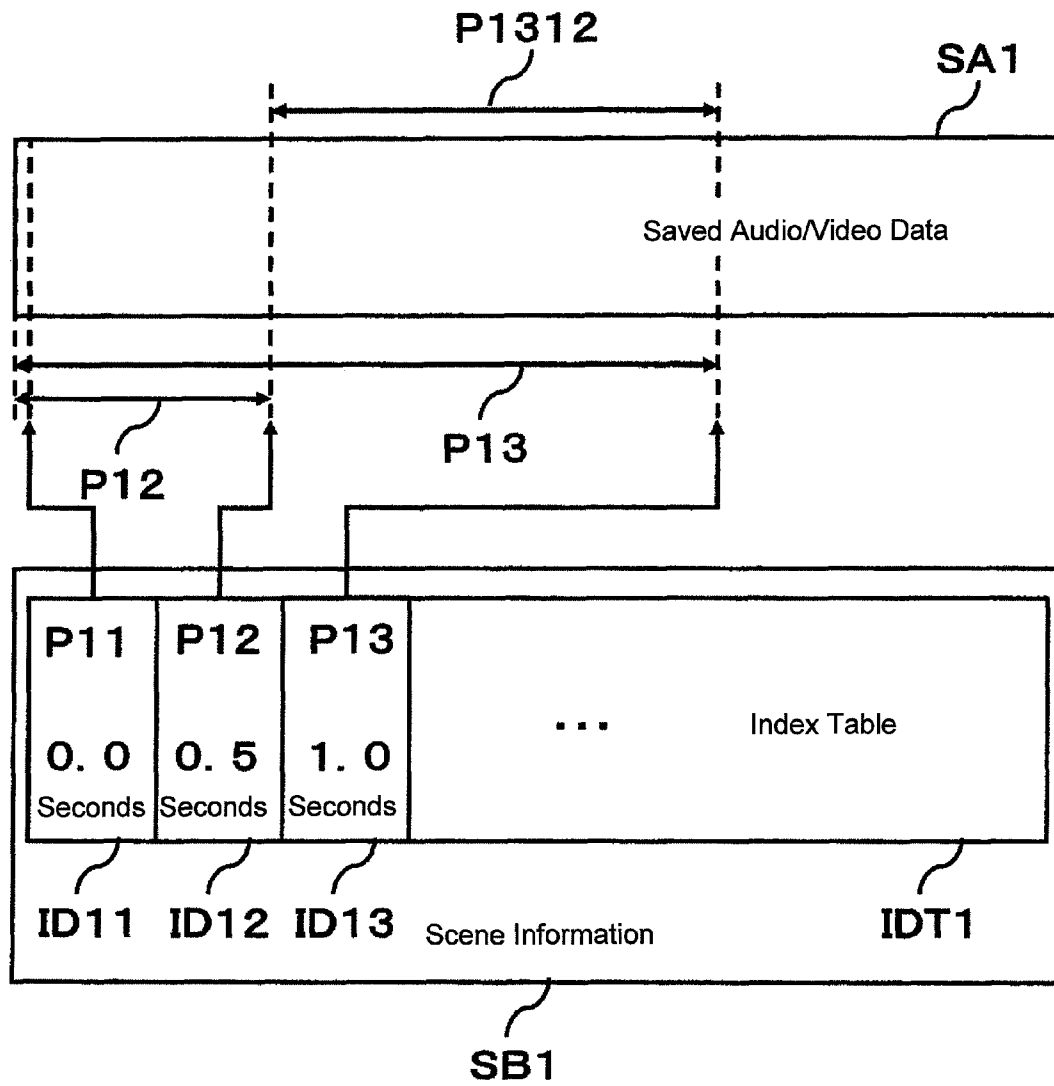 P1312
SA1
Saved Audio/Video Data
P13
P12
P11 P12 P13
0. 0 0. 5 1. 0
Seconds Seconds Seconds
... Index Table
ID11 ID12 ID13 IDT1
Scene Information
SB1